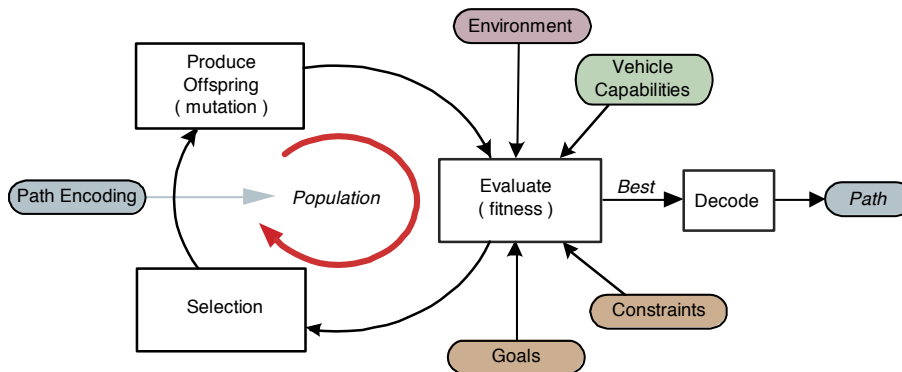 Environment
Produce
Offspring
( mutation )
Vehicle
Capabilities
Path Encoding
Population
Evaluate
( fitness )
Best
Decode
Path
Selection
Constraints
Goals